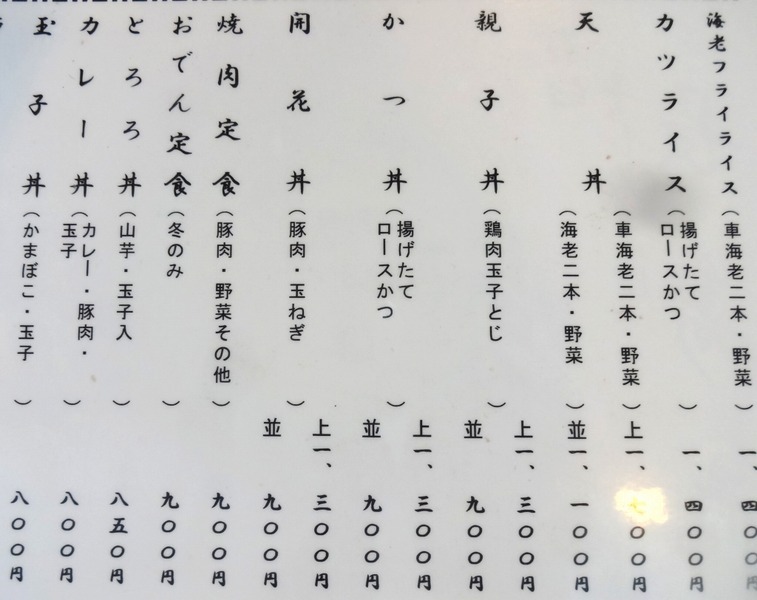 海老フライライス（車海老二本・野菜）一、四〇〇円
カツライス（揚げたてロースかつ）一、四〇〇円
天丼
（車海老二本・野菜）上一、〇〇円
（海老二本・野菜）並一、一〇〇円
親子丼（鶏肉玉子とじ）
上一、三〇〇円
並九〇〇円
かつ丼（揚げたてロースかつ）
上一、三〇〇円
並九〇〇円
開花丼（豚肉・玉ねぎ）
上一、三〇〇円
並九〇〇円
焼肉定食（豚肉・野菜その他）九〇〇円
おでん定食（冬のみ）九〇〇円
とろろ丼（山芋・玉子入）八五〇円
カレー丼（カレー・豚肉・玉子）八〇〇円
玉子丼（かまぼこ・玉子）八〇〇円